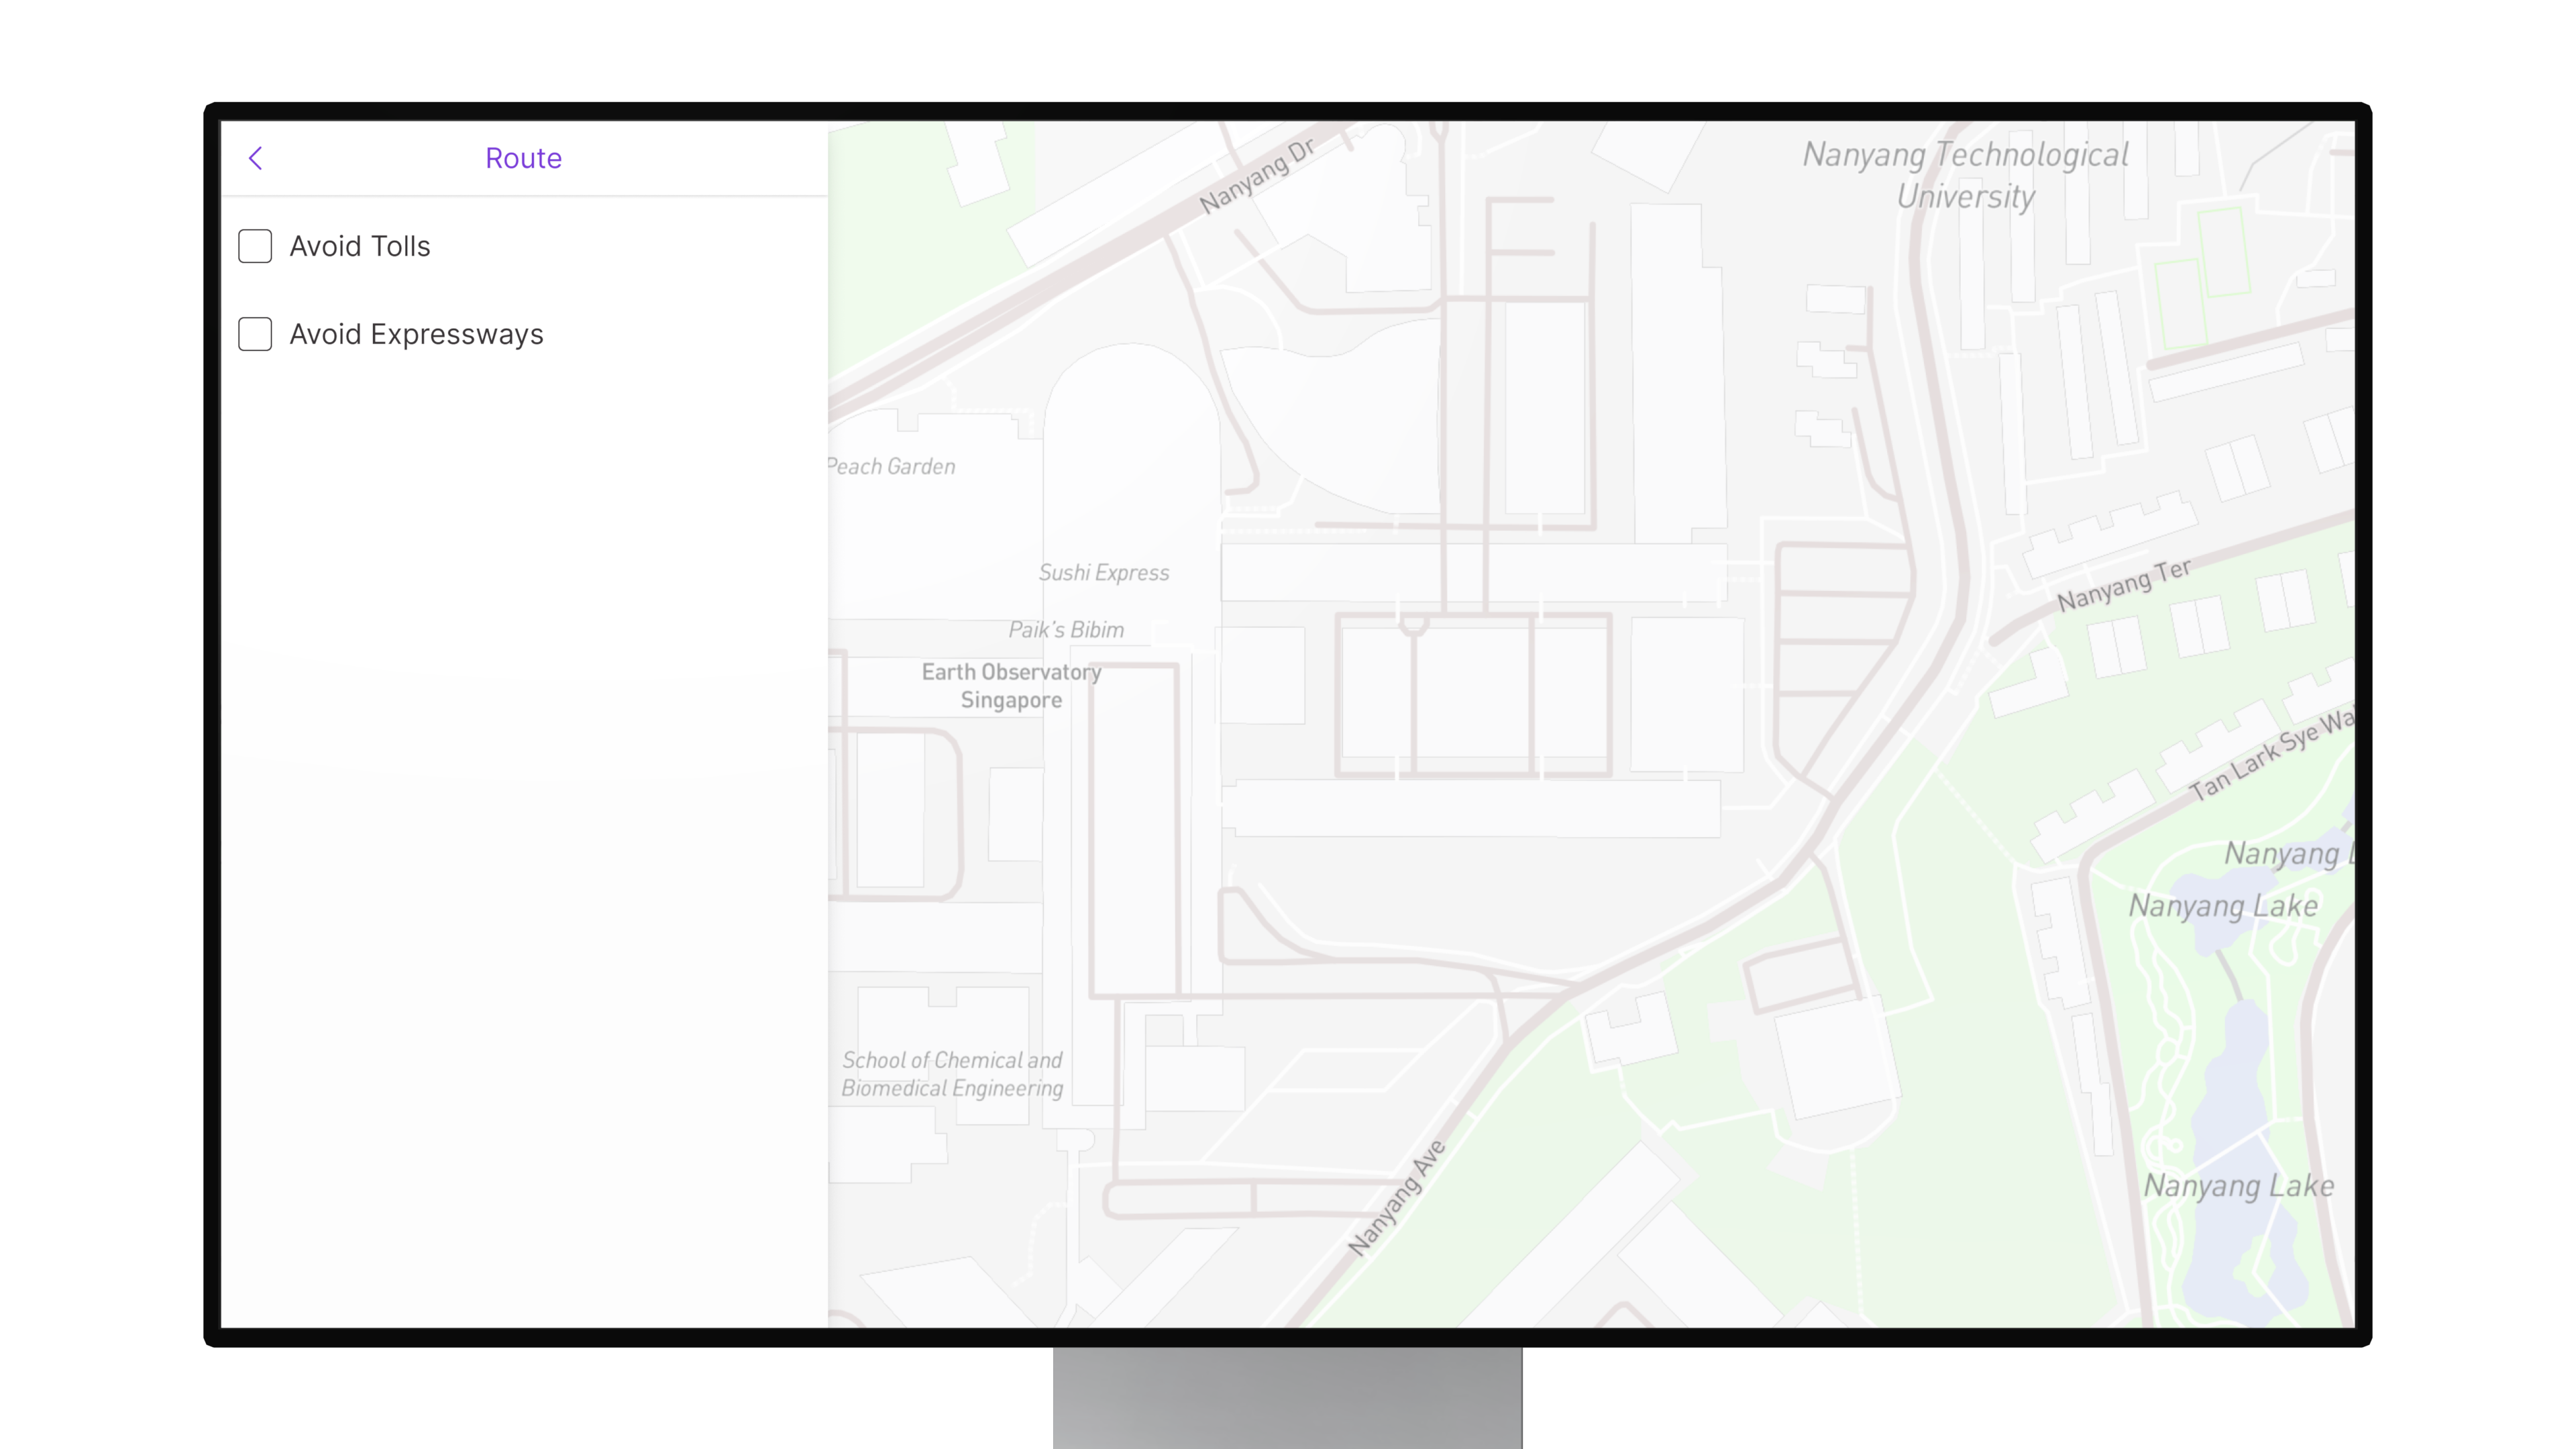 Route
Avoid Tolls
Avoid Expressways
Nanyang Dr
Nanyang Technological
University
Peach Garden
Sushi Express
Paik's Bibim
Earth Observatory
Singapore
Nanyang Ter
Tan Lark Sye Wa
Nanyang L
Nanyang Lake
School of Chemical and
Biomedical Engineering
Nanyang Ave
Nanyang Lake